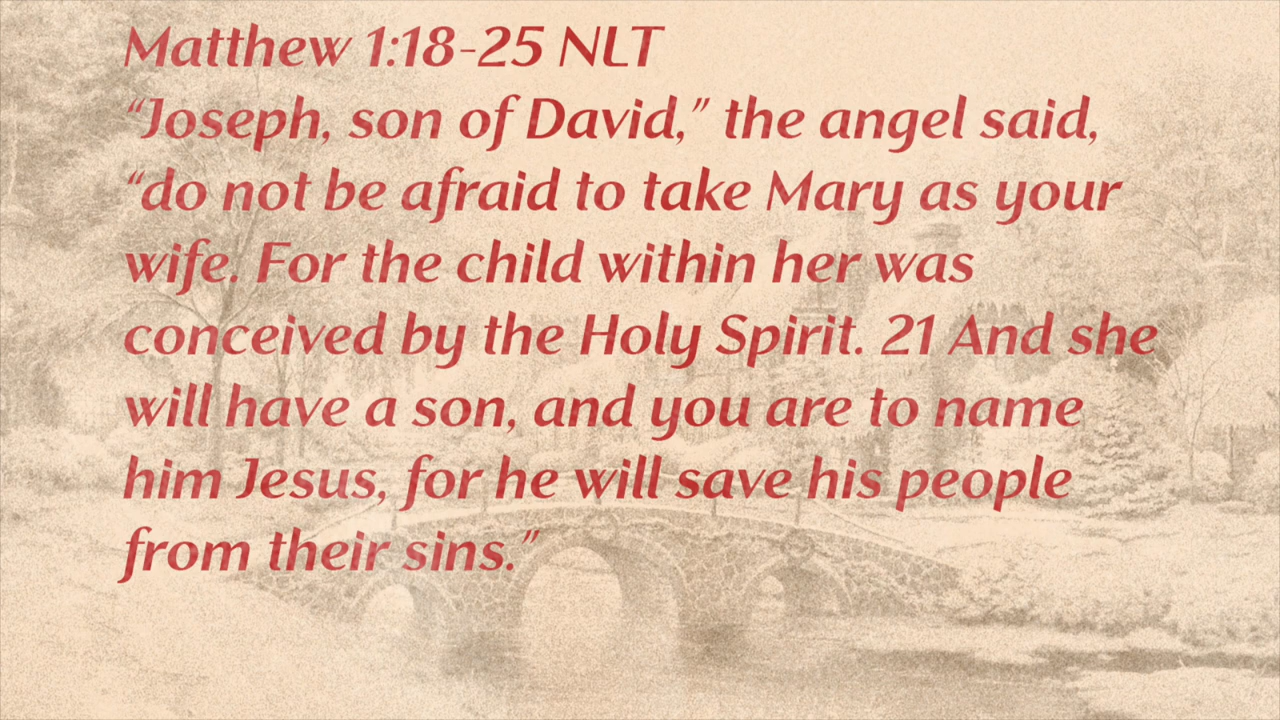 Matthew 1:18-25 NLT
“Joseph, son of David,” the angel said,
“do not be afraid to take Mary as your
wife. For the child within her was
conceived by the Holy Spirit. 21 And she
will have a son, and you are to name
him Jesus, for he will save his people
from their sins.”